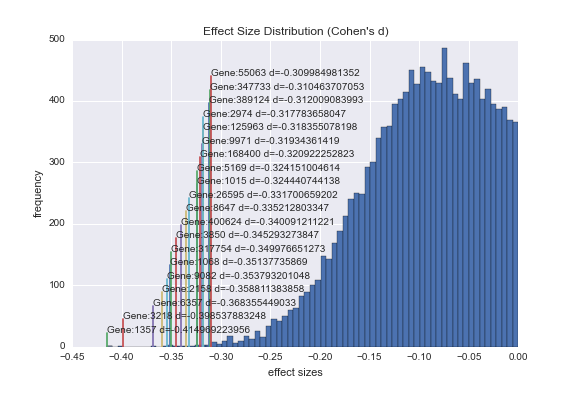 Effect Size Distribution (Cohen's d)
500
400
300
200
100
0
frequency
Gene:55063 d=-0.309984981352
Gene:347733 d=-0.310463707053
Gene:389124 d=-0.312009083993
Gene:2974 d=-0.317783658047
Gene:125963 d=-0.318355078198
Gene:9971 d=-0.31934361419
Gene:168400 d=-0.320922252823
Gene:5169 d=-0.324151004614
Gene:1015 d=-0.324440744138
Gene:26595 d=-0.331700659202
Gene:8647 d=-0.335212803347
Gene:400624 d=-0.340091211221
Gene:3850 d=-0.345293273847
Gene:317754 d=-0.349976651273
Gene:1068 d=-0.35137735869
Gene:9082 d=-0.353793201048
Gene:2158 d=-0.358811383858
Gene:6357 d=-0.368355449033
Gene:3218 d=-0.398537883248
Gene:1357 d=-0.414969223956
−0.45 −0.40 −0.35 −0.30 −0.25 −0.20 −0.15 −0.10 −0.05 0.00
effect sizes